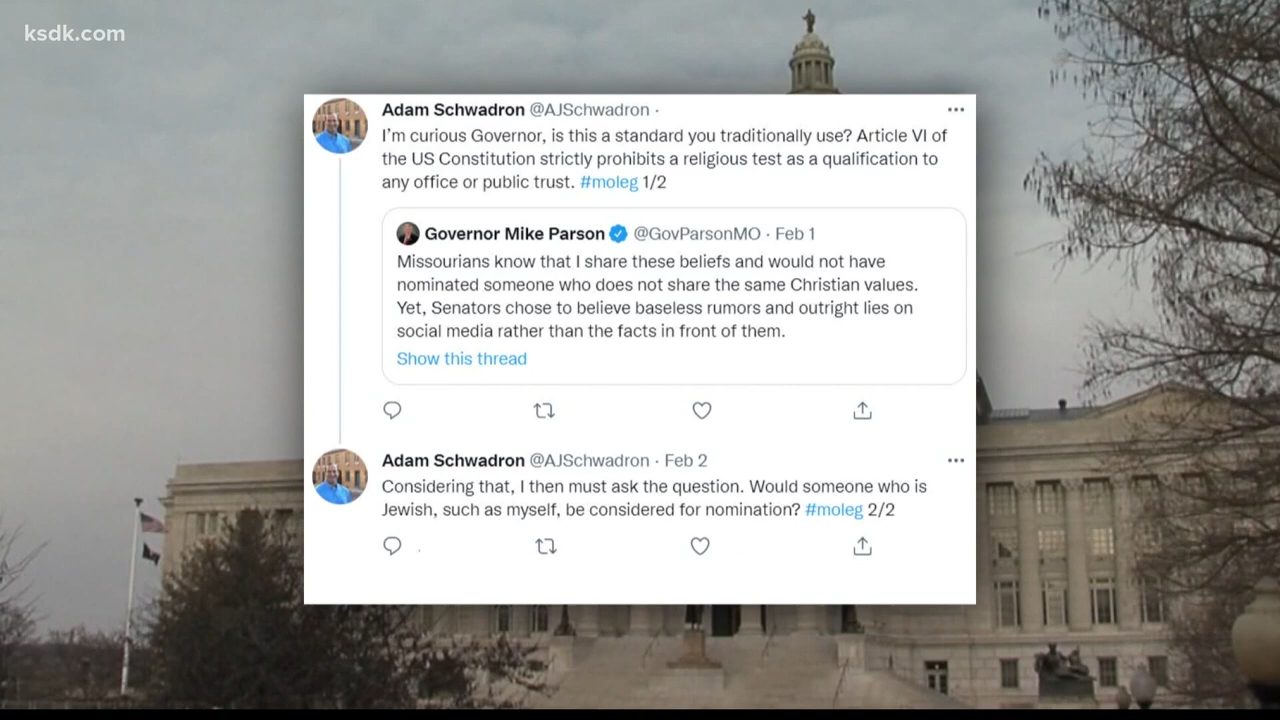 ksdk.com
Adam Schwadron @AJSchwadron ·
I'm curious Governor, is this a standard you traditionally use? Article VI of
the US Constitution strictly prohibits a religious test as a qualification to
any office or public trust. #moleg 1/2
Governor Mike Parson @GovParsonMO · Feb 1
Missourians know that I share these beliefs and would not have
nominated someone who does not share the same Christian values.
Yet, Senators chose to believe baseless rumors and outright lies on
social media rather than the facts in front of them.
Show this thread
Adam Schwadron @AJSchwadron · Feb 2
Considering that, I then must ask the question. Would someone who is
Jewish, such as myself, be considered for nomination? #moleg 2/2